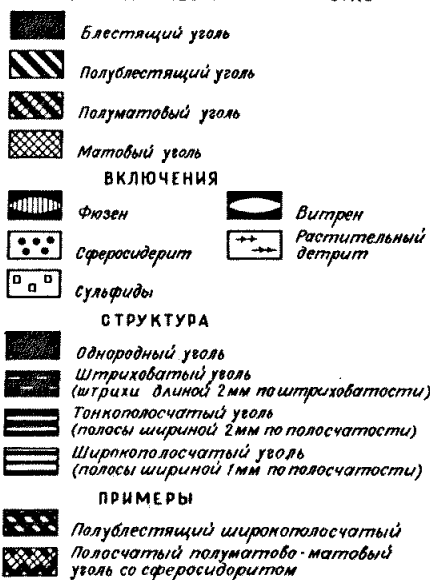 Блестящий уголь
Полублестящий уголь
Полуматовый уголь
Матовый уголь
ВКЛЮЧЕНИЯ
Фюзен
Витрен
Сферосидерит
Растительный
детрит
Сульфиды
СТРУКТУРА
Однородный уголь
Штриховатый уголь
(штрихи длиной 2мм по штриховатости)
Тонкополосчатый уголь
(полосы шириной 2мм по полосчатости)
Широкополосчатый уголь
(полосы шириной 1мм по полосчатости)
ПРИМЕРЫ
Полублестящий широкополосчатый
Полосчатый полуматово-матовый
уголь со сферосидоритом